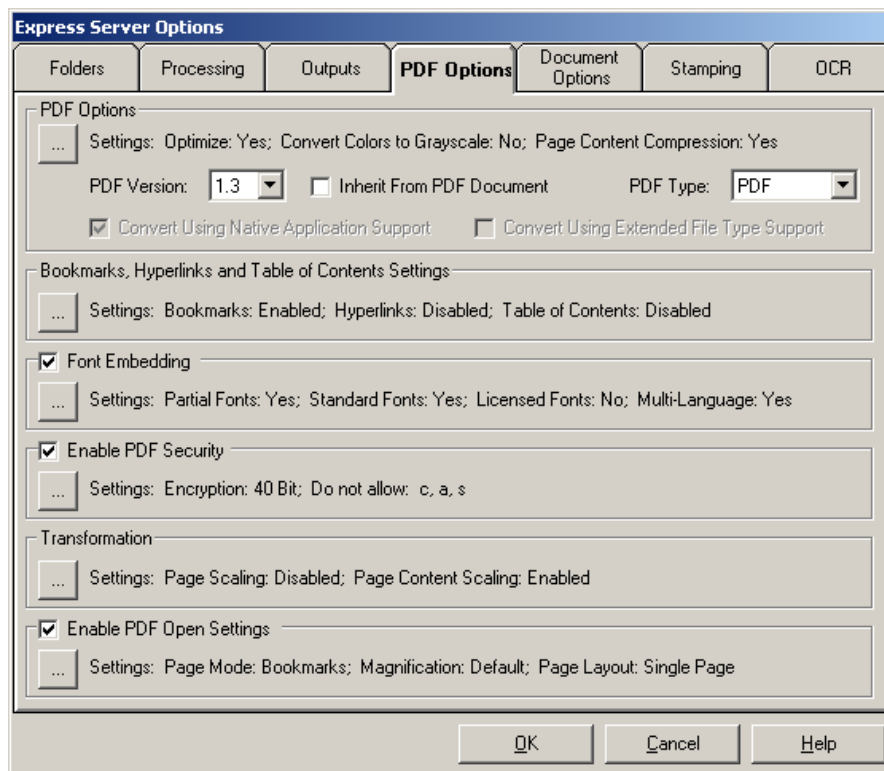 Express Server Options
Folders
Processing
Outputs
PDF Options
Document
Options
Stamping
OCR
PDF Options
... Settings: Optimize: Yes; Convert Colors to Grayscale: No; Page Content Compression: Yes
PDF Version: 1.3 Inherit From PDF Document PDF Type: PDF
Convert Using Native Application Support Convert Using Extended File Type Support
Bookmarks, Hyperlinks and Table of Contents Settings
... Settings: Bookmarks: Enabled; Hyperlinks: Disabled; Table of Contents: Disabled
Font Embedding
... Settings: Partial Fonts: Yes; Standard Fonts: Yes; Licensed Fonts: No; Multi-Language: Yes
Enable PDF Security
... Settings: Encryption: 40 Bit; Do not allow: c, a, s
Transformation
... Settings: Page Scaling: Disabled; Page Content Scaling: Enabled
Enable PDF Open Settings
... Settings: Page Mode: Bookmarks; Magnification: Default; Page Layout: Single Page
OK Cancel Help